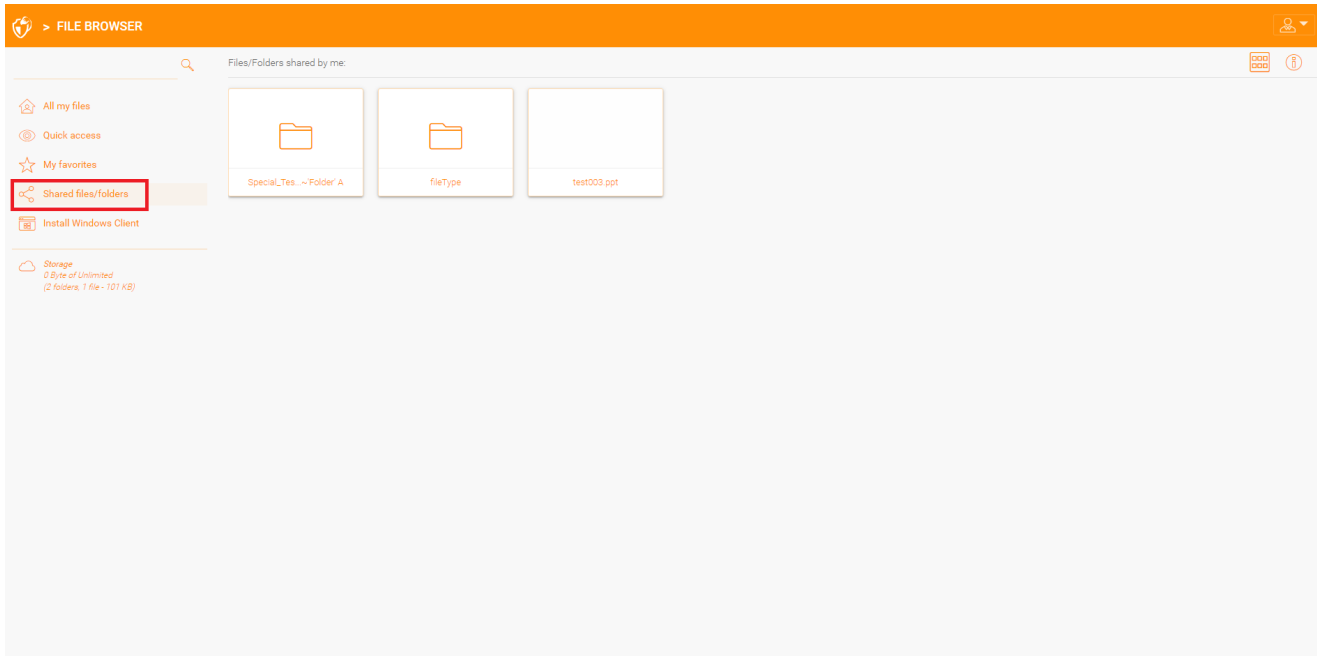 > FILE BROWSER
Files/Folders shared by me:
All my files
Quick access
My favorites
Shared files/folders
Install Windows Client
Storage
0 Byte of Unlimited
(2 folders, 1 file - 101 KB)
Special_Tes...~'Folder' A
fileType
test003.ppt